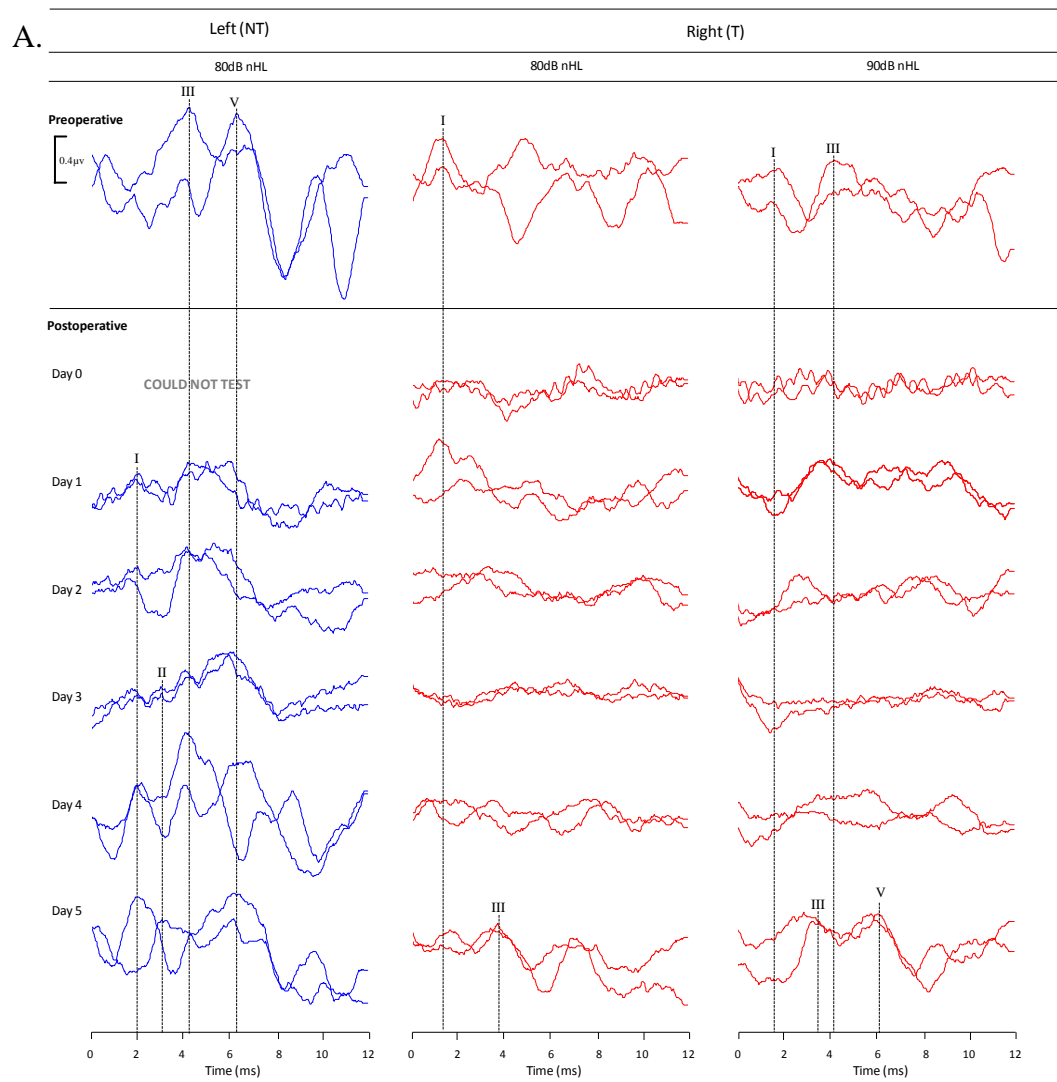 A.
Left (NT) Right (T)
80dB nHL 80dB nHL 90dB nHL
III V
Preoperative
0.4µv
I
I III
Postoperative
Day 0
COULD NOT TEST
I
Day 1
Day 2
II
Day 3
Day 4
Day 5
III
III V
0 2 4 6 8 10 12 0 2 4 6 8 10 12 0 2 4 6 8 10 12
Time (ms) Time (ms) Time (ms)